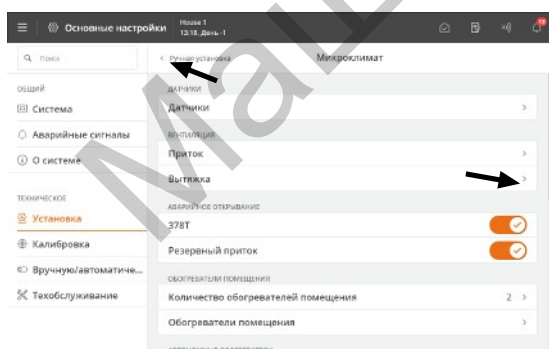 Основные настройки
House 1
13:18, День -1
Поиск
Ручная установка
Микроклимат
ОБЩИЙ
Система
Аварийные сигналы
О системе
ТЕХНИЧЕСКОЕ
Установка
Калибровка
Вручную/автоматиче...
Техобслуживание
ДАТЧИКИ
Датчики
ВЕНТИЛЯЦИЯ
Приток
Вытяжка
АВАРИЙНОЕ ОТКРЫВАНИЕ
378T
Резервный приток
ОБОГРЕВАТЕЛИ ПОМЕЩЕНИЯ
Количество обогревателей помещения 2
Обогреватели помещения